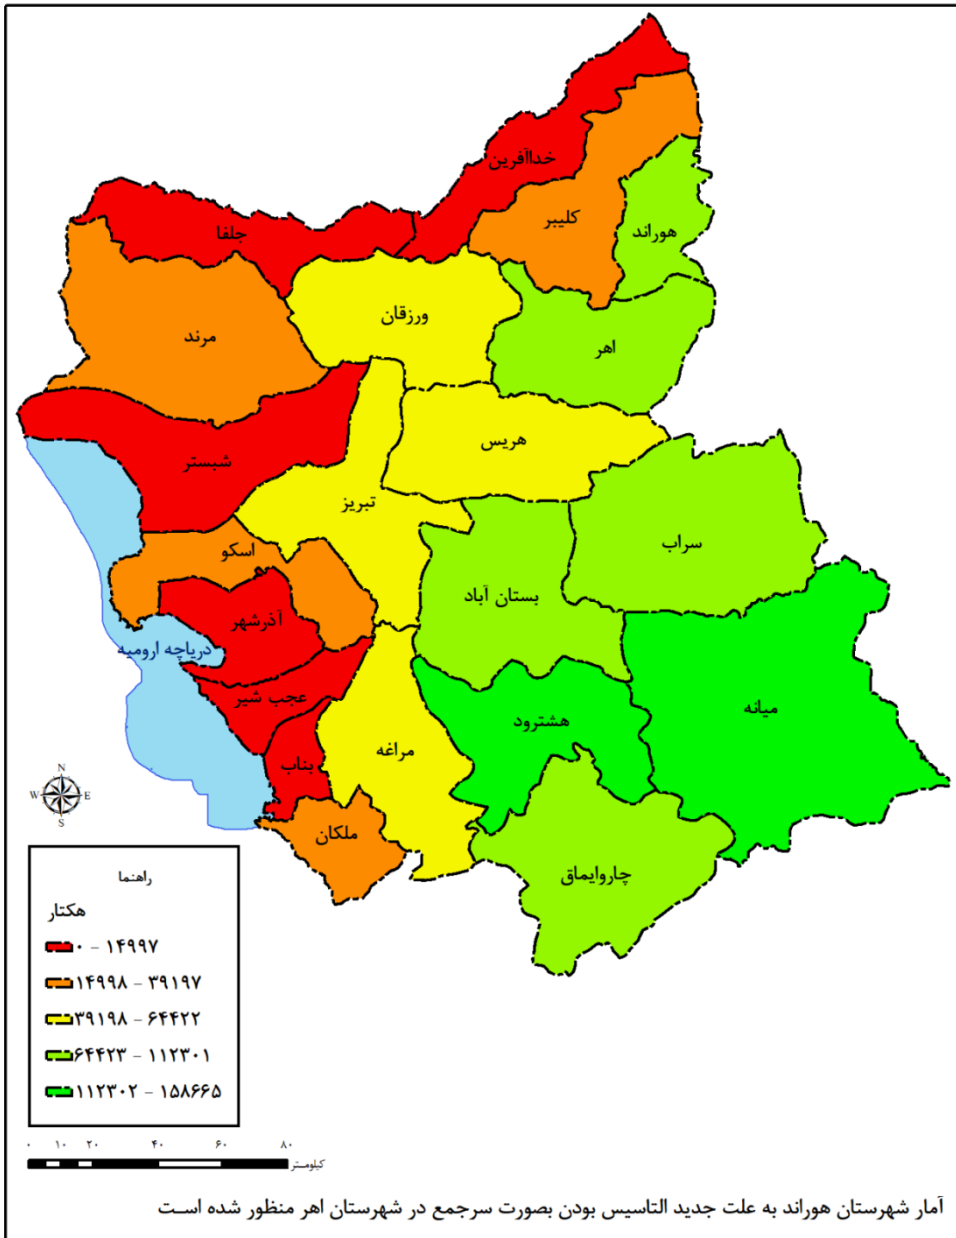 خداآفرین
کلیبر
جلفا
هوراند
ورزقان
مرند
اهر
هریس
شبستر
تبریز
سراب
اسکو
بستان آباد
آذرشهر
دریاچه ارومیه
عجب شیر
میانه
هشترود
مراغه
بناب
ملکان
چاروایماق
N
W E
S
راهنما
هکتار
۰ - ۱۴۹۹۷
۱۴۹۹۸ - ۳۹۱۹۷
۳۹۱۹۸ - ۶۴۴۲۲
۶۴۴۲۳ - ۱۱۲۳۰۱
۱۱۲۳۰۲ - ۱۵۸۶۶۵
۰ ۱۰ ۲۰ ۴۰ ۶۰ ۸۰
کیلومتر
آمار شهرستان هوراند به علت جدید التاسیس بودن بصورت سرجمع در شهرستان اهر منظور شده است